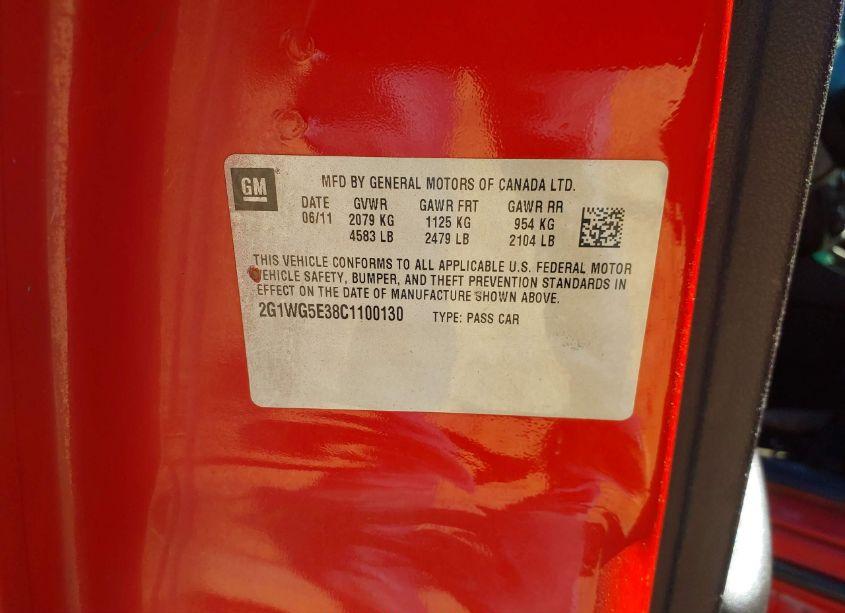 GM
MFD BY GENERAL MOTORS OF CANADA LTD.
DATE GVWR GAWR FRT GAWR RR
06/11 2079 KG 1125 KG 954 KG
4583 LB 2479 LB 2104 LB
THIS VEHICLE CONFORMS TO ALL APPLICABLE U.S. FEDERAL MOTOR
VEHICLE SAFETY, BUMPER, AND THEFT PREVENTION STANDARDS IN
EFFECT ON THE DATE OF MANUFACTURE SHOWN ABOVE.
2G1WG5E38C1100130 TYPE: PASS CAR